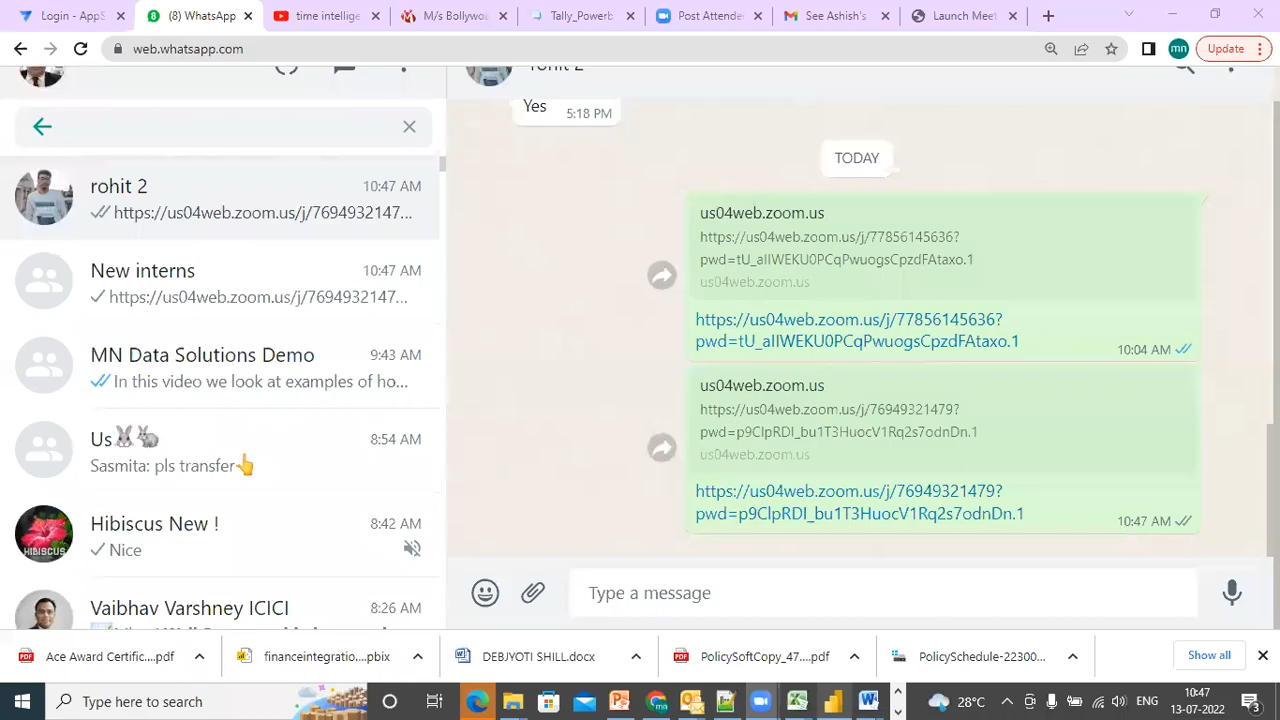 Login - AppS
(8) WhatsApp
time intellige
M/s Bollywou
Tally_Powerb
Post Attende
See Ashish's
Launch Meet
web.whatsapp.com
mn
Update
rohit 2
10:47 AM
https://us04web.zoom.us/j/7694932147...
New interns
10:47 AM
https://us04web.zoom.us/j/7694932147...
MN Data Solutions Demo
9:43 AM
In this video we look at examples of ho...
Us
8:54 AM
Sasmita: pls transfer
Hibiscus New !
8:42 AM
HIBISCUS
Nice
Vaibhav Varshney ICICI
8:26 AM
Yes
5:18 PM
TODAY
us04web.zoom.us
https://us04web.zoom.us/j/77856145636?
pwd=tU_aIIWEKU0PCqPwuogsCpzdFAtaxo.1
us04web.zoom.us
https://us04web.zoom.us/j/77856145636?
pwd=tU_aIIWEKU0PCqPwuogsCpzdFAtaxo.1
10:04 AM
us04web.zoom.us
https://us04web.zoom.us/j/76949321479?
pwd=p9ClpRDI_bu1T3HuocV1Rq2s7odnDn.1
us04web.zoom.us
https://us04web.zoom.us/j/76949321479?
pwd=p9ClpRDI_bu1T3HuocV1Rq2s7odnDn.1
10:47 AM
Type a message
Ace Award Certific....pdf
financeintegratio....pbix
DEBJYOTI SHILL.docx
PolicySoftCopy_47....pdf
PolicySchedule-22300....
Show all
Type here to search
28°C
ENG
10:47
13-07-2022
3